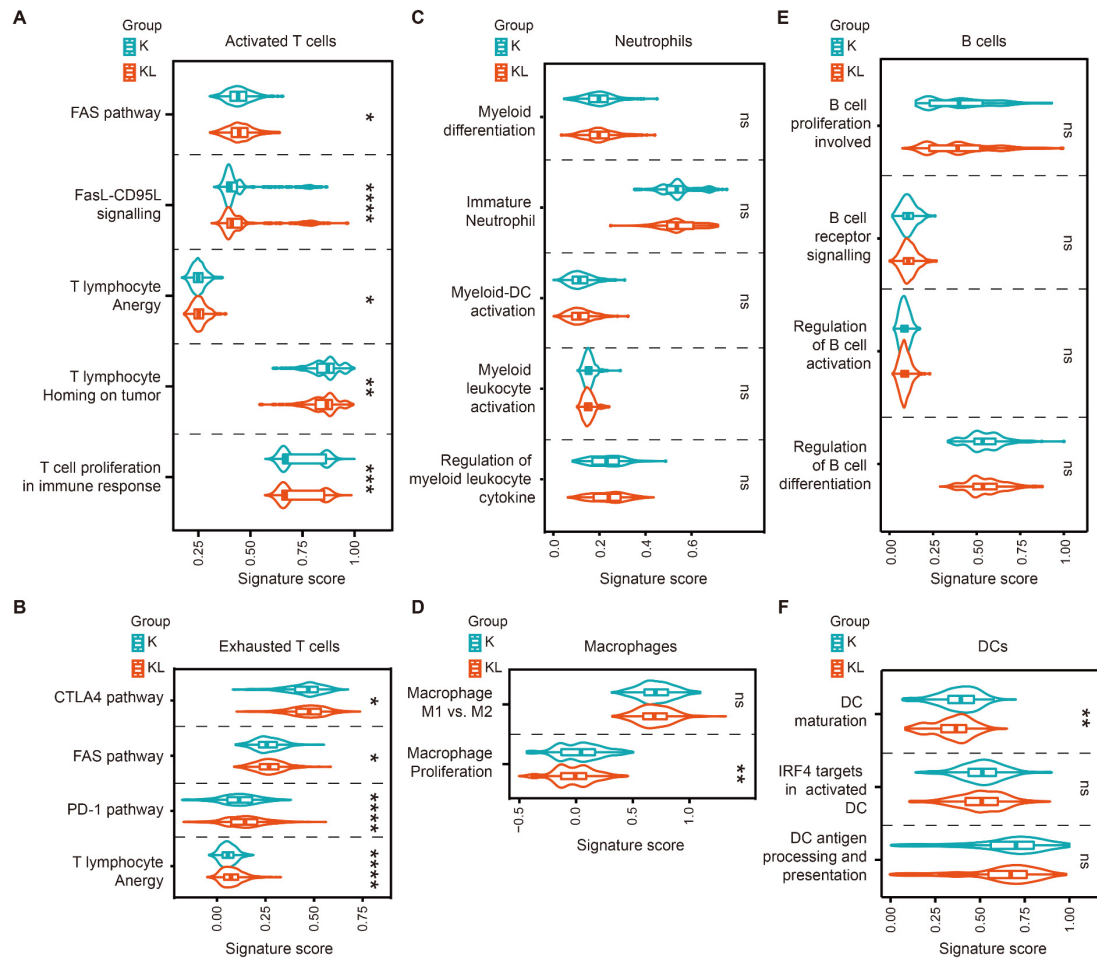 A
Group
K
KL
Activated T cells
FAS pathway
*
FasL-CD95L
signalling
****
T lymphocyte
Anergy
*
T lymphocyte
Homing on tumor
**
T cell proliferation
in immune response
***
0.25
0.50
0.75
1.00
Signature score
B
Group
K
KL
Exhausted T cells
CTLA4 pathway
*
FAS pathway
*
PD-1 pathway
****
T lymphocyte
Anergy
****
0.00
0.25
0.50
0.75
Signature score
C
Group
K
KL
Neutrophils
Myeloid
differentiation
ns
Immature
Neutrophil
ns
Myeloid-DC
activation
ns
Myeloid
leukocyte
activation
ns
Regulation of
myeloid leukocyte
cytokine
ns
0.0
0.2
0.4
0.6
Signature score
D
Group
K
KL
Macrophages
Macrophage
M1 vs. M2
ns
Macrophage
Proliferation
**
−0.5
0.0
0.5
1.0
Signature score
E
Group
K
KL
B cells
B cell
proliferation
involved
ns
B cell
receptor
signalling
ns
Regulation
of B cell
activation
ns
Regulation
of B cell
differentiation
ns
0.00
0.25
0.50
0.75
1.00
Signature score
F
Group
K
KL
DCs
DC
maturation
**
IRF4 targets
in activated
DC
ns
DC antigen
processing and
presentation
ns
0.00
0.25
0.50
0.75
1.00
Signature score